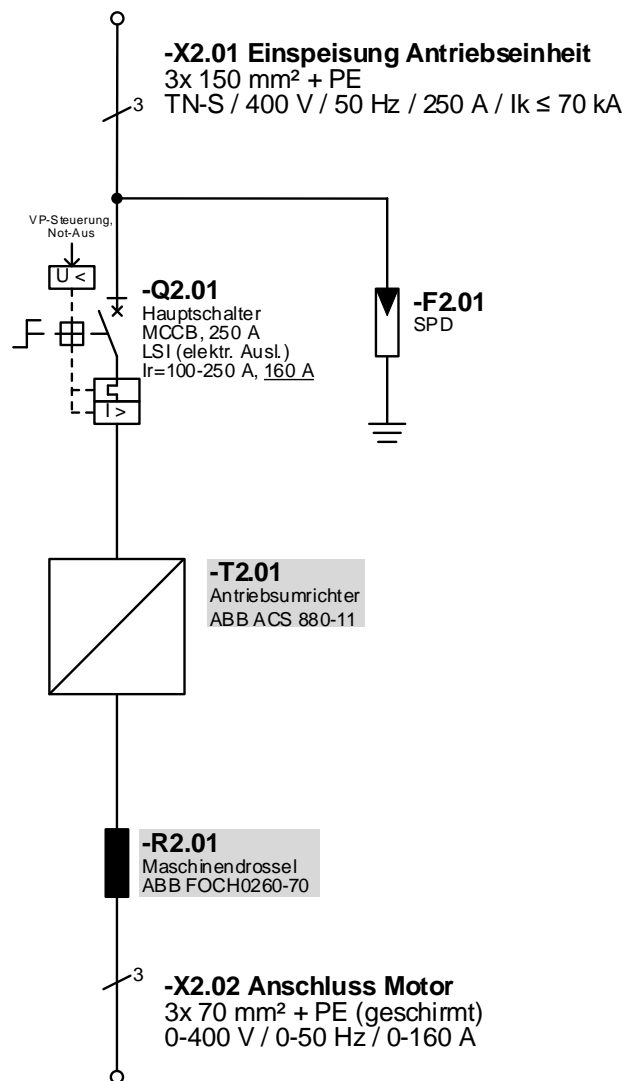 -X2.01 Einspeisung Antriebseinheit
3x 150 mm² + PE
TN-S / 400 V / 50 Hz / 250 A / Ik ≤ 70 kA
3
VP-Steuerung,
Not-Aus
U <
-Q2.01
Hauptschalter
MCCB, 250 A
LSI (elektr. Ausl.)
Ir=100-250 A, 160 A
I >
-F2.01
SPD
-T2.01
Antriebsumrichter
ABB ACS 880-11
-R2.01
Maschinendrossel
ABB FOCH0260-70
3
-X2.02 Anschluss Motor
3x 70 mm² + PE (geschirmt)
0-400 V / 0-50 Hz / 0-160 A